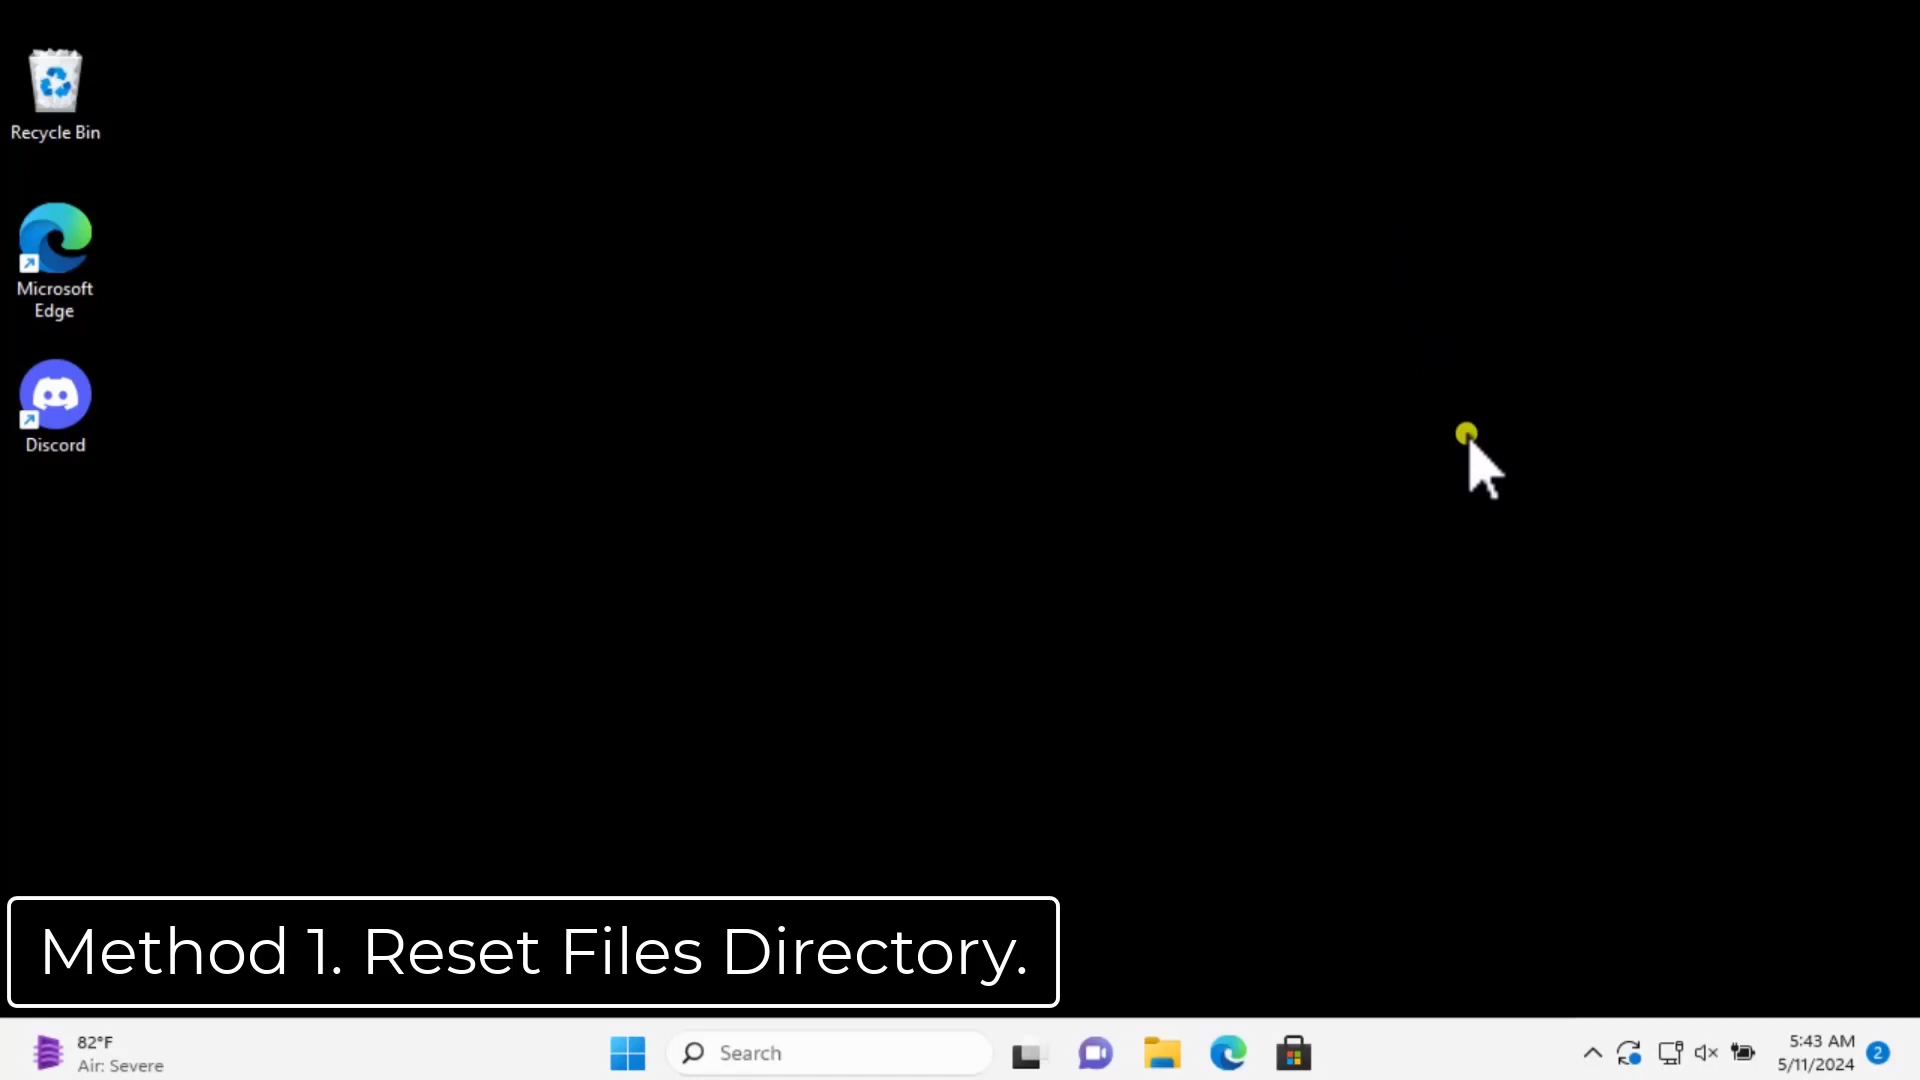 Recycle Bin
Microsoft
Edge
Discord
Method 1. Reset Files Directory.
82°F
Air: Severe
Search
5:43 AM
5/11/2024
2